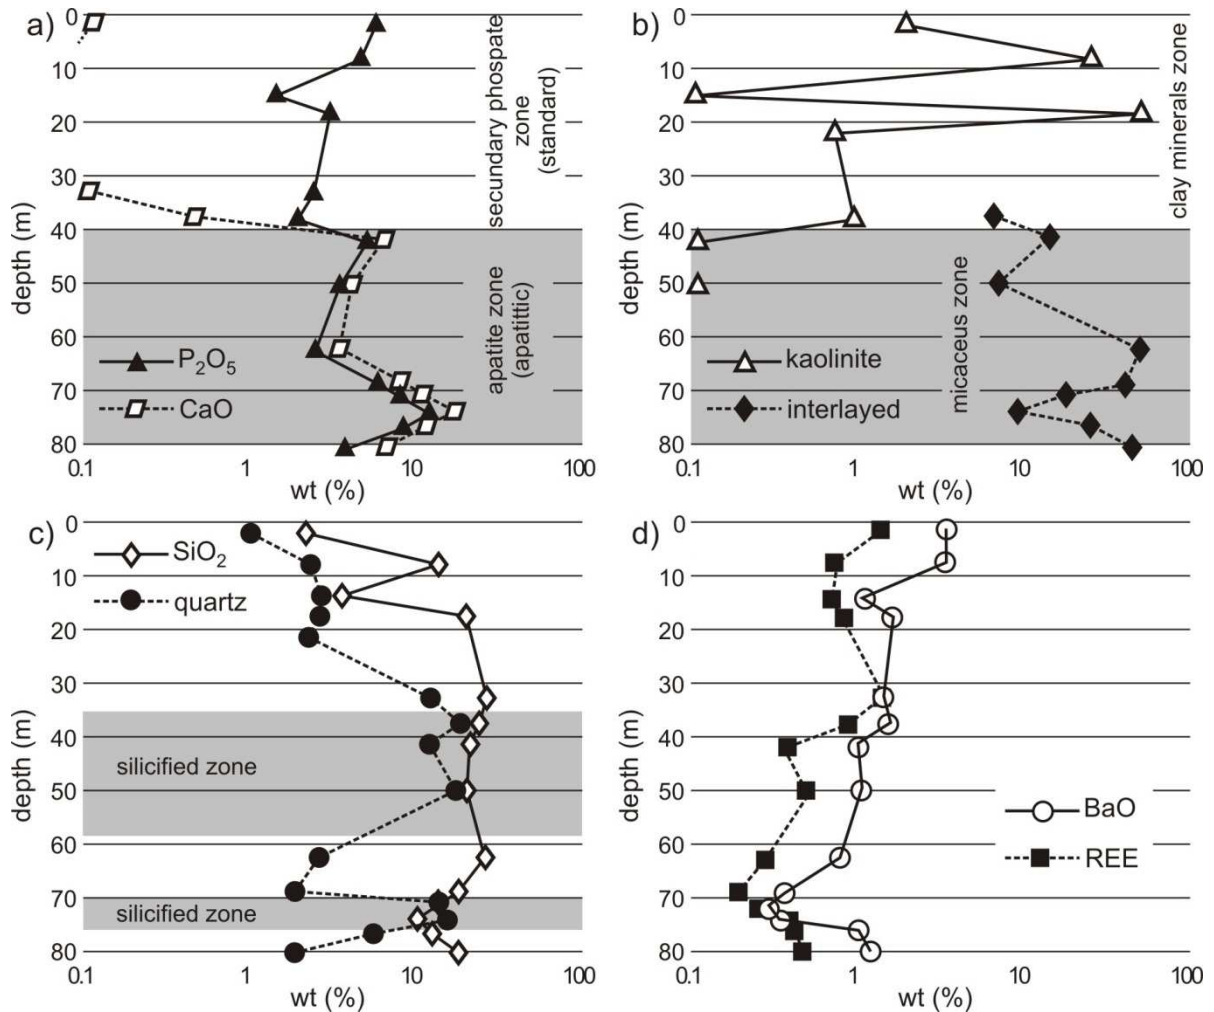 a)
0
10
20
30
40
50
60
70
80
depth (m)
secundary phospate
zone
(standard)
apatite zone
(apatittic)
P₂O₅
CaO
0.1 1 10 100
wt (%)
b)
0
10
20
30
40
50
60
70
80
depth (m)
clay minerals zone
micaceus zone
kaolinite
interlayed
0.1 1 10 100
wt (%)
c)
0
10
20
30
40
50
60
70
80
depth (m)
SiO₂
quartz
silicified zone
silicified zone
0.1 1 10 100
wt (%)
d)
0
10
20
30
40
50
60
70
80
depth (m)
BaO
REE
0.1 1 10 100
wt (%)